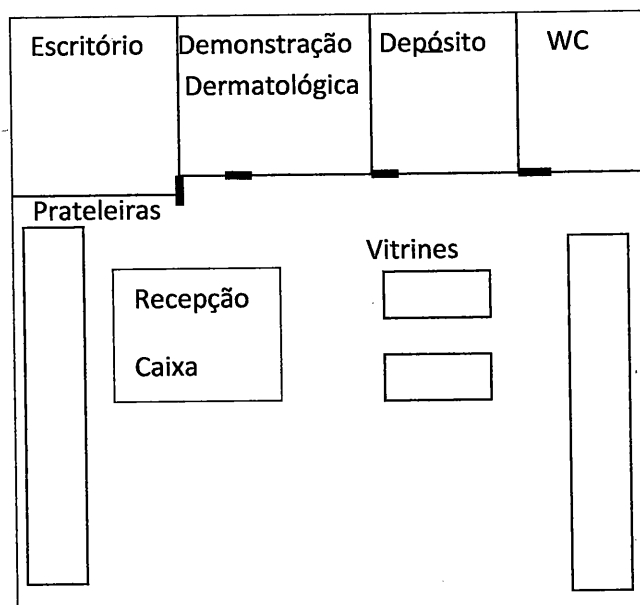 Escritório
Demonstração
Dermatológica
Depósito
WC
Prateleiras
Vitrines
Recepção
Caixa